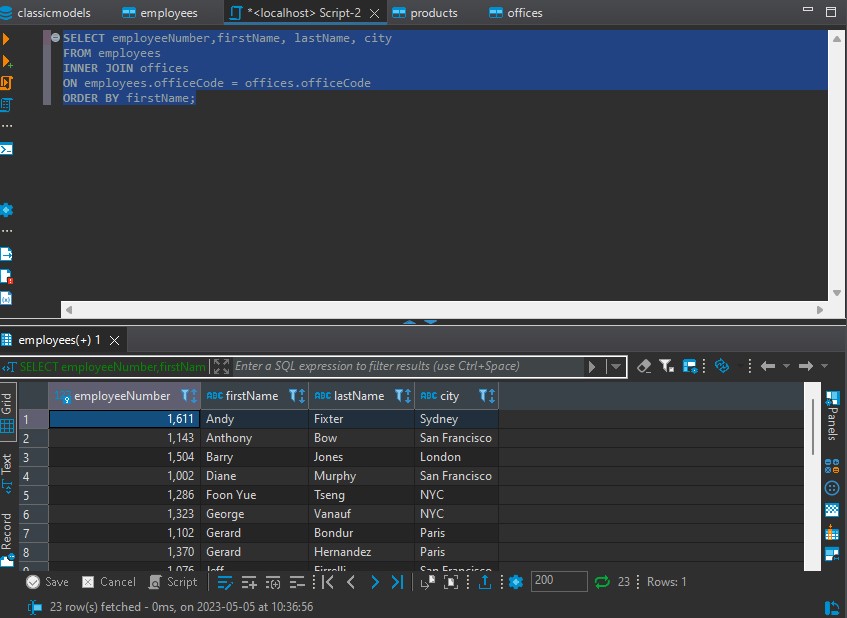 classicmodels employees *<localhost> Script-2 products offices
SELECT employeeNumber,firstName, lastName, city
FROM employees
INNER JOIN offices
ON employees.officeCode = offices.officeCode
ORDER BY firstName;
employees(+) 1
SELECT employeeNumber,firstNam Enter a SQL expression to filter results (use Ctrl+Space)
Grid
Text
Record
Panels
employeeNumber ABC firstName ABC lastName ABC city
1 1,611 Andy Fixter Sydney
2 1,143 Anthony Bow San Francisco
3 1,504 Barry Jones London
4 1,002 Diane Murphy San Francisco
5 1,286 Foon Yue Tseng NYC
6 1,323 George Vanauf NYC
7 1,102 Gerard Bondur Paris
8 1,370 Gerard Hernandez Paris
9 1,076 Jeff Firrelli San Francisco
Save Cancel Script 200 23 Rows: 1
23 row(s) fetched - 0ms, on 2023-05-05 at 10:36:56